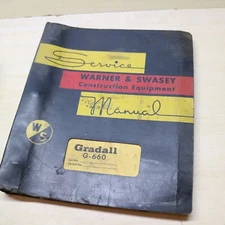 Service
WARNER & SWASEY
Construction Equipment
Manual
W
S
Gradall
G-660